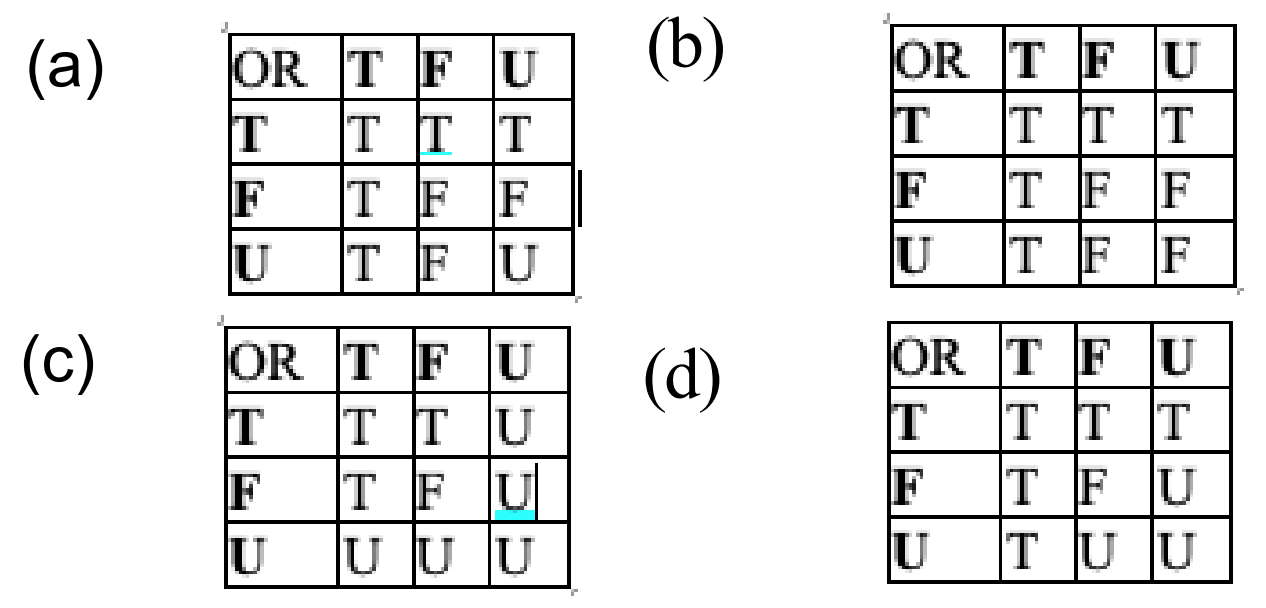 (a)
OR T F U
T T T T
F T F F
U T F U
(b)
OR T F U
T T T T
F T F F
U T F F
(c)
OR T F U
T T T U
F T F U
U U U U
(d)
OR T F U
T T T T
F T F U
U T U U